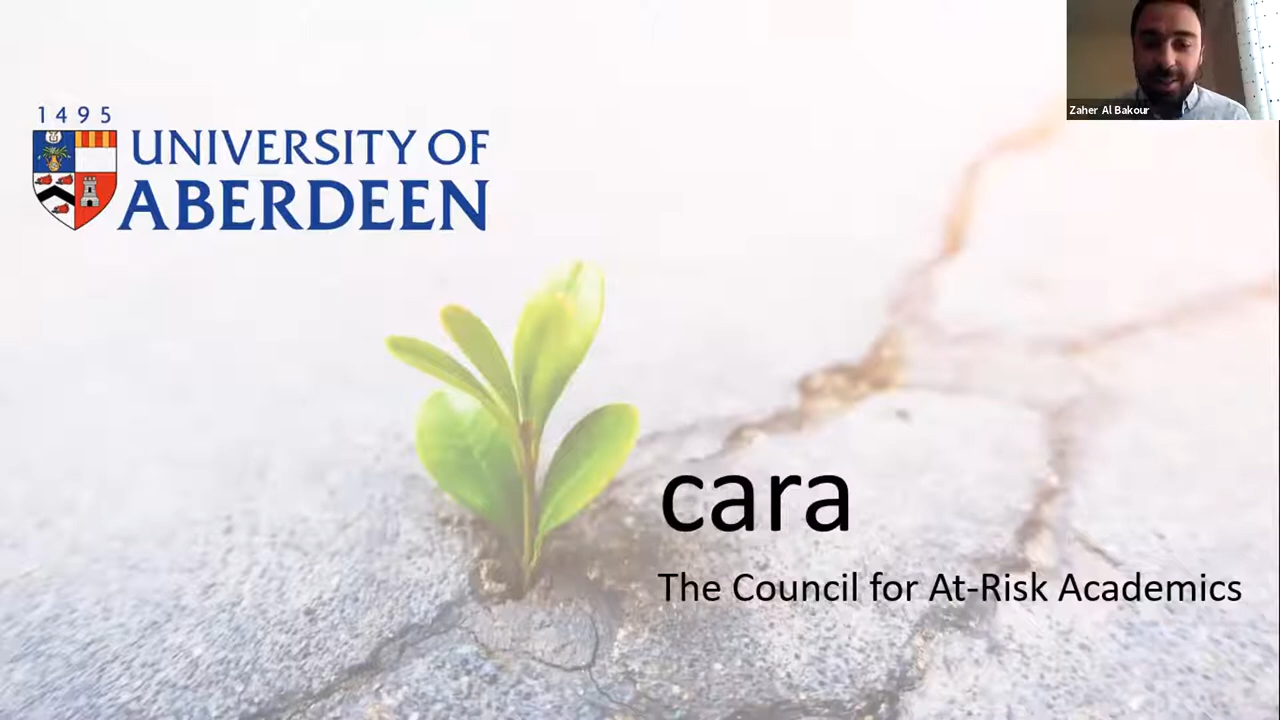 Zaher Al Bakour
1495
UNIVERSITY OF
ABERDEEN
cara
The Council for At-Risk Academics